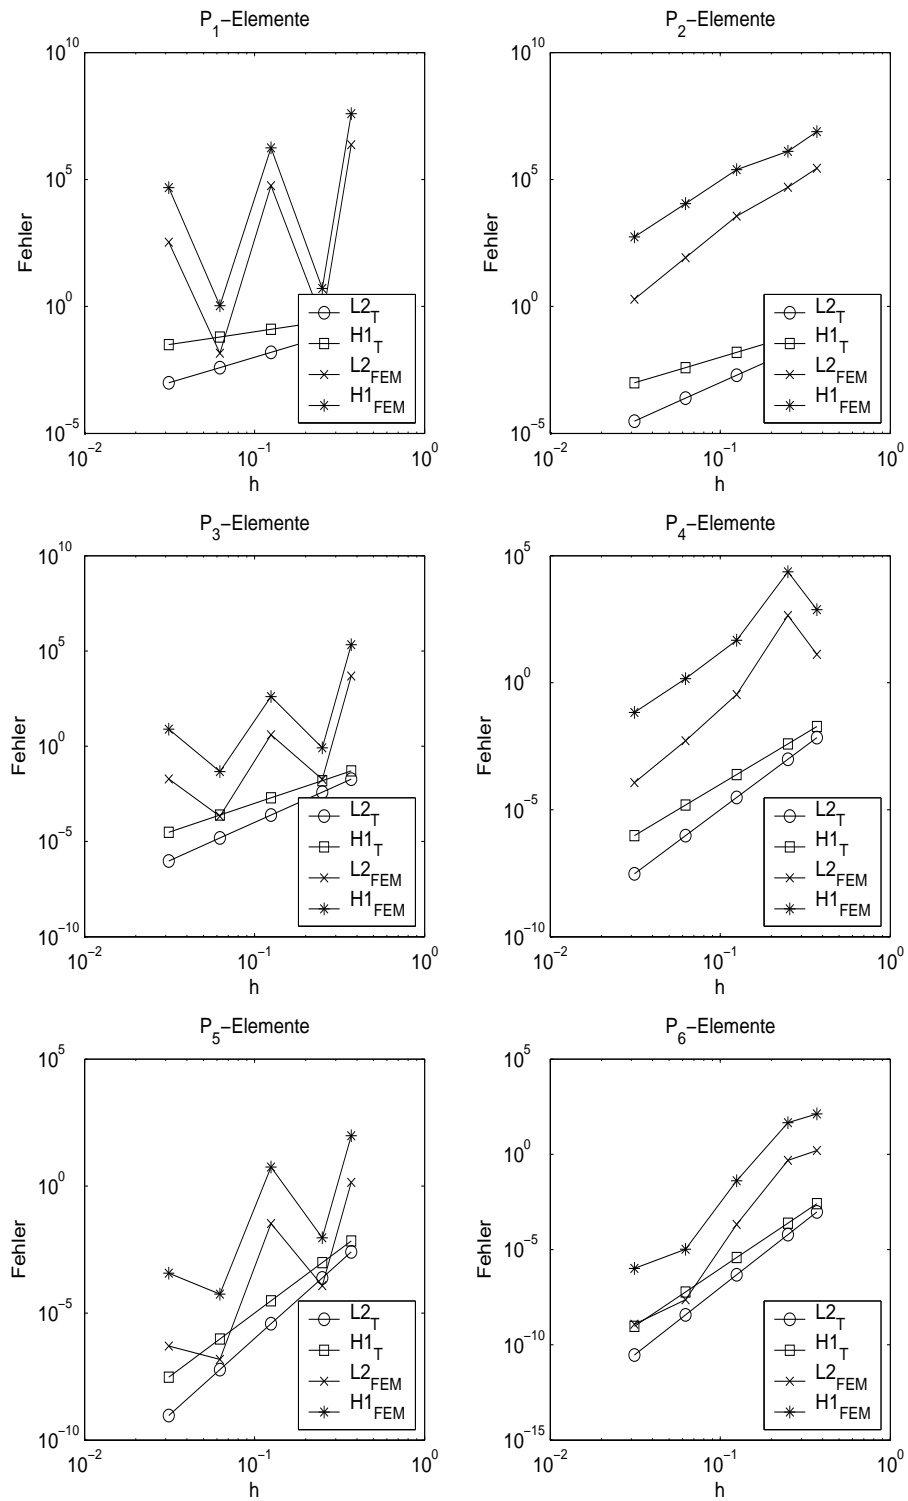 P1−Elemente
10^10
10^5
10^0
10^−5
Fehler
10^−2
10^−1
10^0
h
L2T
H1T
L2FEM
H1FEM
P2−Elemente
10^10
10^5
10^0
10^−5
Fehler
10^−2
10^−1
10^0
h
L2T
H1T
L2FEM
H1FEM
P3−Elemente
10^10
10^5
10^0
10^−5
10^−10
Fehler
10^−2
10^−1
10^0
h
L2T
H1T
L2FEM
H1FEM
P4−Elemente
10^5
10^0
10^−5
10^−10
Fehler
10^−2
10^−1
10^0
h
L2T
H1T
L2FEM
H1FEM
P5−Elemente
10^5
10^0
10^−5
10^−10
Fehler
10^−2
10^−1
10^0
h
L2T
H1T
L2FEM
H1FEM
P6−Elemente
10^5
10^0
10^−5
10^−10
10^−15
Fehler
10^−2
10^−1
10^0
h
L2T
H1T
L2FEM
H1FEM